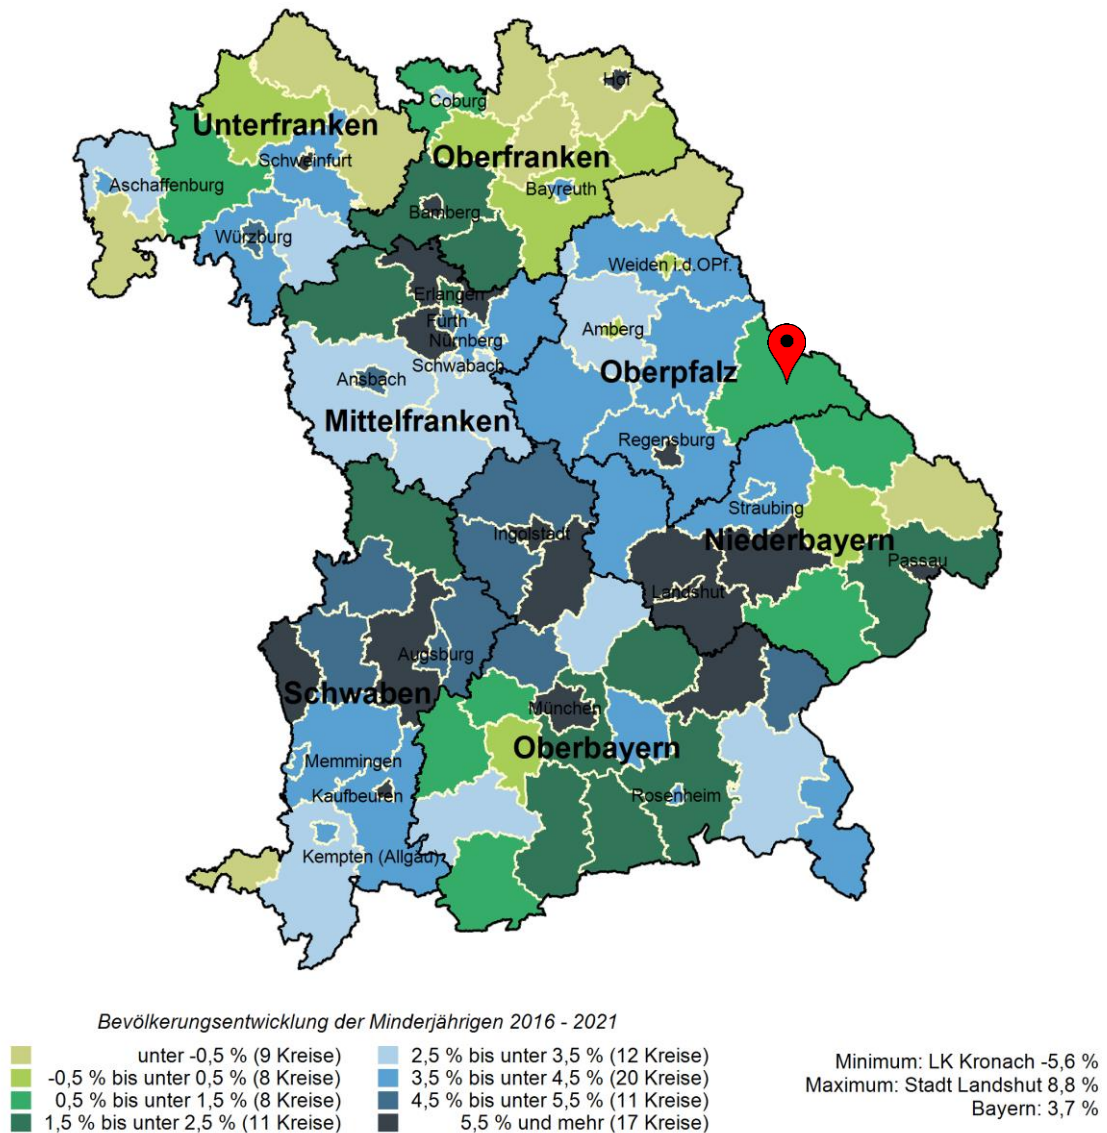 Hof
Coburg
Unterfranken
Oberfranken
Schweinfurt
Aschaffenburg
Bayreuth
Bamberg
Würzburg
Weiden i.d.OPf.
Erlangen
Fürth
Amberg
Nürnberg
Schwabach
Oberpfalz
Ansbach
Mittelfranken
Regensburg
Straubing
Ingolstadt
Niederbayern
Passau
Landshut
Augsburg
Schwaben
München
Oberbayern
Memmingen
Kaufbeuren
Rosenheim
Kempten (Allgäu)
Bevölkerungsentwicklung der Minderjährigen 2016 - 2021
unter -0,5 % (9 Kreise)
-0,5 % bis unter 0,5 % (8 Kreise)
0,5 % bis unter 1,5 % (8 Kreise)
1,5 % bis unter 2,5 % (11 Kreise)
2,5 % bis unter 3,5 % (12 Kreise)
3,5 % bis unter 4,5 % (20 Kreise)
4,5 % bis unter 5,5 % (11 Kreise)
5,5 % und mehr (17 Kreise)
Minimum: LK Kronach -5,6 %
Maximum: Stadt Landshut 8,8 %
Bayern: 3,7 %